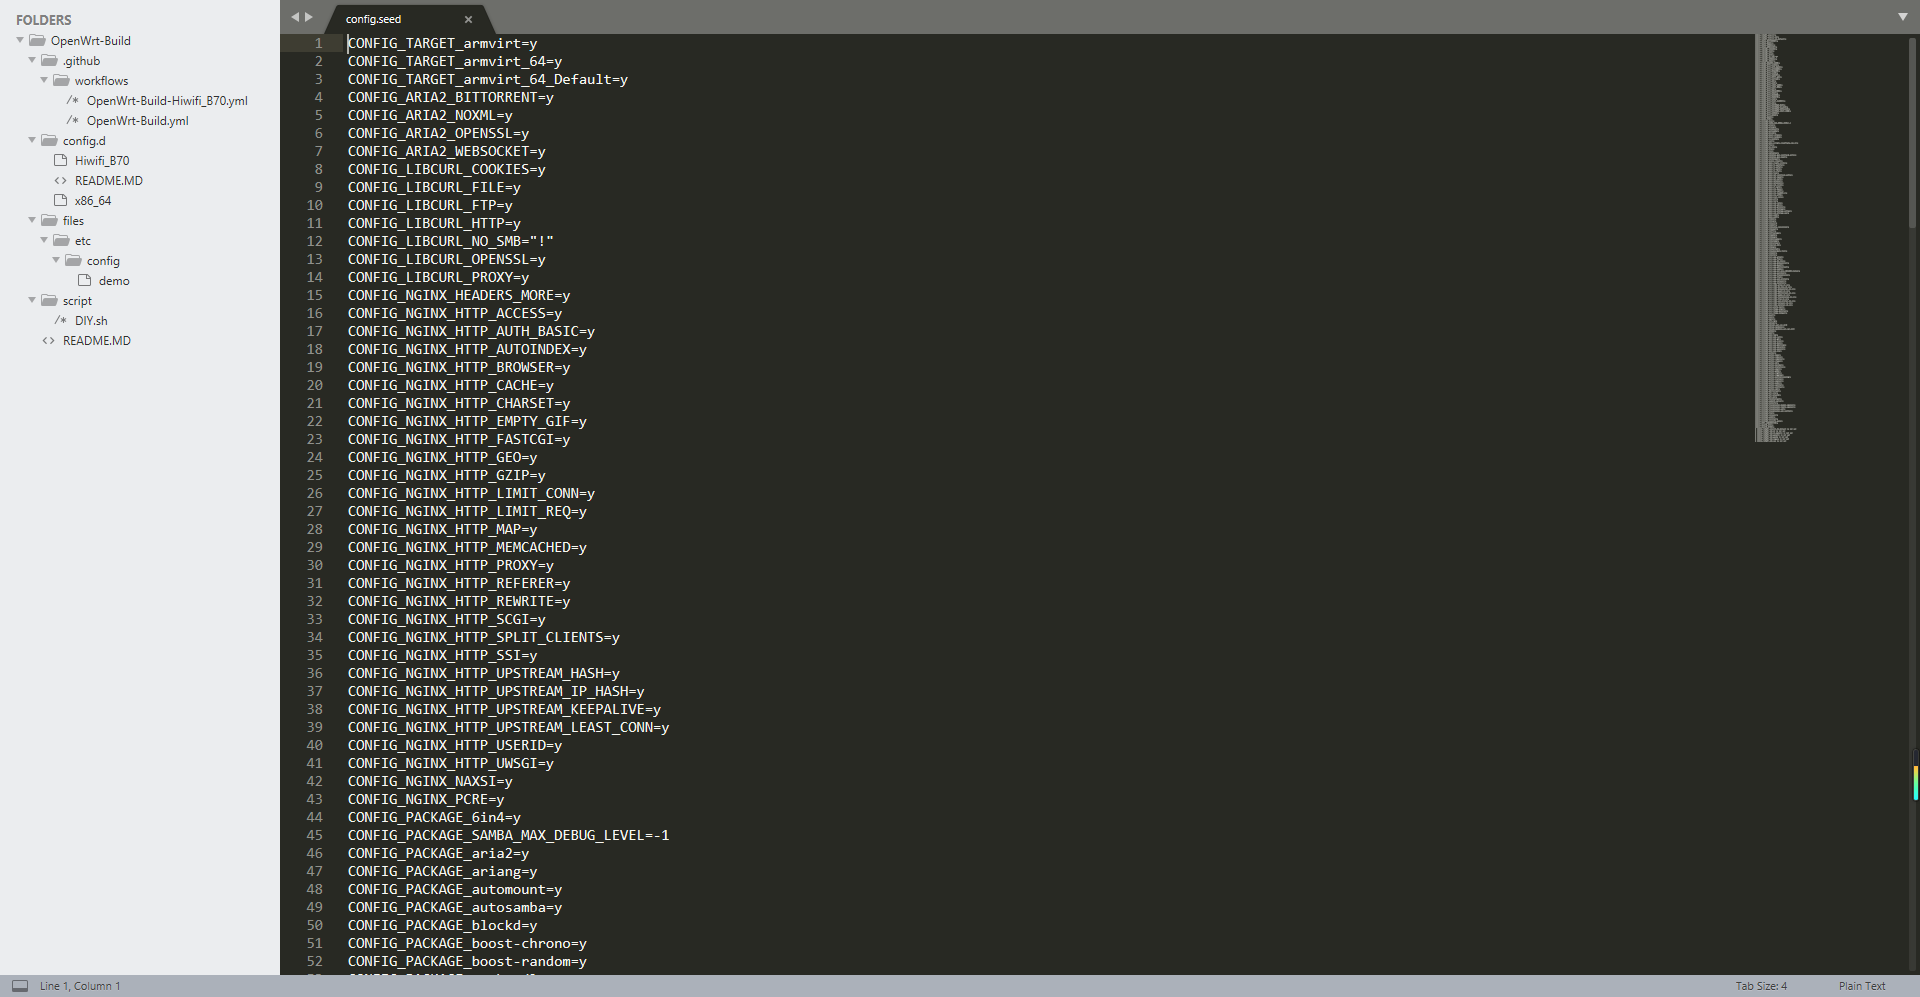 FOLDERS
OpenWrt-Build
.github
workflows
/* OpenWrt-Build-Hiwifi_B70.yml
/* OpenWrt-Build.yml
config.d
Hiwifi_B70
<> README.MD
x86_64
files
etc
config
demo
script
/* DIY.sh
<> README.MD
config.seed ×
1 CONFIG_TARGET_armvirt=y
2 CONFIG_TARGET_armvirt_64=y
3 CONFIG_TARGET_armvirt_64_Default=y
4 CONFIG_ARIA2_BITTORRENT=y
5 CONFIG_ARIA2_NOXML=y
6 CONFIG_ARIA2_OPENSSL=y
7 CONFIG_ARIA2_WEBSOCKET=y
8 CONFIG_LIBCURL_COOKIES=y
9 CONFIG_LIBCURL_FILE=y
10 CONFIG_LIBCURL_FTP=y
11 CONFIG_LIBCURL_HTTP=y
12 CONFIG_LIBCURL_NO_SMB="!"
13 CONFIG_LIBCURL_OPENSSL=y
14 CONFIG_LIBCURL_PROXY=y
15 CONFIG_NGINX_HEADERS_MORE=y
16 CONFIG_NGINX_HTTP_ACCESS=y
17 CONFIG_NGINX_HTTP_AUTH_BASIC=y
18 CONFIG_NGINX_HTTP_AUTOINDEX=y
19 CONFIG_NGINX_HTTP_BROWSER=y
20 CONFIG_NGINX_HTTP_CACHE=y
21 CONFIG_NGINX_HTTP_CHARSET=y
22 CONFIG_NGINX_HTTP_EMPTY_GIF=y
23 CONFIG_NGINX_HTTP_FASTCGI=y
24 CONFIG_NGINX_HTTP_GEO=y
25 CONFIG_NGINX_HTTP_GZIP=y
26 CONFIG_NGINX_HTTP_LIMIT_CONN=y
27 CONFIG_NGINX_HTTP_LIMIT_REQ=y
28 CONFIG_NGINX_HTTP_MAP=y
29 CONFIG_NGINX_HTTP_MEMCACHED=y
30 CONFIG_NGINX_HTTP_PROXY=y
31 CONFIG_NGINX_HTTP_REFERER=y
32 CONFIG_NGINX_HTTP_REWRITE=y
33 CONFIG_NGINX_HTTP_SCGI=y
34 CONFIG_NGINX_HTTP_SPLIT_CLIENTS=y
35 CONFIG_NGINX_HTTP_SSI=y
36 CONFIG_NGINX_HTTP_UPSTREAM_HASH=y
37 CONFIG_NGINX_HTTP_UPSTREAM_IP_HASH=y
38 CONFIG_NGINX_HTTP_UPSTREAM_KEEPALIVE=y
39 CONFIG_NGINX_HTTP_UPSTREAM_LEAST_CONN=y
40 CONFIG_NGINX_HTTP_USERID=y
41 CONFIG_NGINX_HTTP_UWSGI=y
42 CONFIG_NGINX_NAXSI=y
43 CONFIG_NGINX_PCRE=y
44 CONFIG_PACKAGE_6in4=y
45 CONFIG_PACKAGE_SAMBA_MAX_DEBUG_LEVEL=-1
46 CONFIG_PACKAGE_aria2=y
47 CONFIG_PACKAGE_ariang=y
48 CONFIG_PACKAGE_automount=y
49 CONFIG_PACKAGE_autosamba=y
50 CONFIG_PACKAGE_blockd=y
51 CONFIG_PACKAGE_boost-chrono=y
52 CONFIG_PACKAGE_boost-random=y
Line 1, Column 1
Tab Size: 4
Plain Text